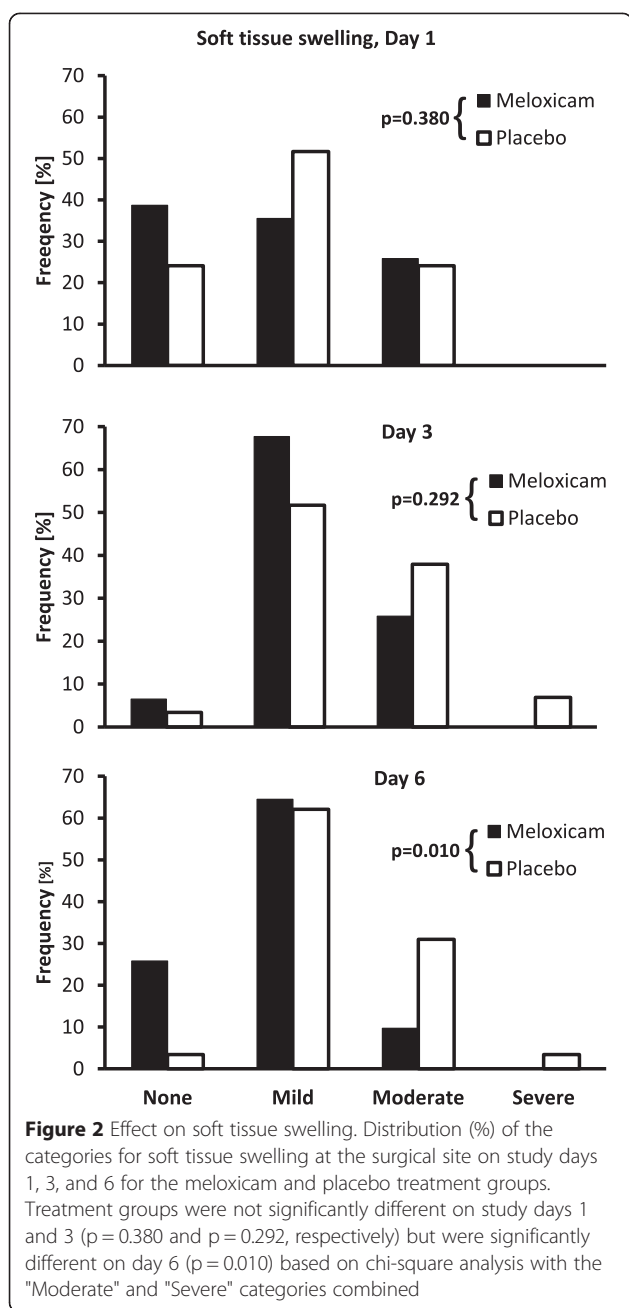 Soft tissue swelling, Day 1
70
60
50
40
30
20
10
0
Freeqency [%]
p=0.380 {
Meloxicam
Placebo
Day 3
70
60
50
40
30
20
10
0
Frequency [%]
p=0.292 {
Meloxicam
Placebo
Day 6
70
60
50
40
30
20
10
0
Frequency [%]
p=0.010 {
Meloxicam
Placebo
None Mild Moderate Severe
Figure 2 Effect on soft tissue swelling. Distribution (%) of the
categories for soft tissue swelling at the surgical site on study days
1, 3, and 6 for the meloxicam and placebo treatment groups.
Treatment groups were not significantly different on study days 1
and 3 (p = 0.380 and p = 0.292, respectively) but were significantly
different on day 6 (p = 0.010) based on chi-square analysis with the
"Moderate" and "Severe" categories combined